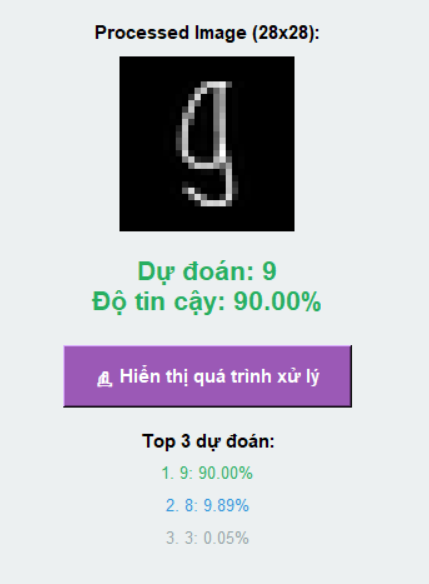 Processed Image (28x28):
9
Dự đoán: 9
Độ tin cậy: 90.00%
Hiển thị quá trình xử lý
Top 3 dự đoán:
1. 9: 90.00%
2. 8: 9.89%
3. 3: 0.05%